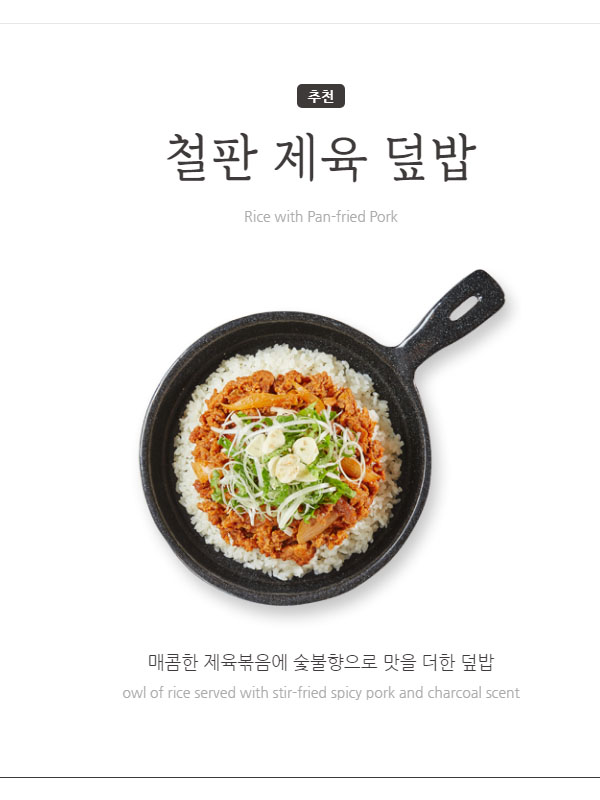 추천
철판 제육 덮밥
Rice with Pan-fried Pork
매콤한 제육볶음에 숯불향으로 맛을 더한 덮밥
owl of rice served with stir-fried spicy pork and charcoal scent